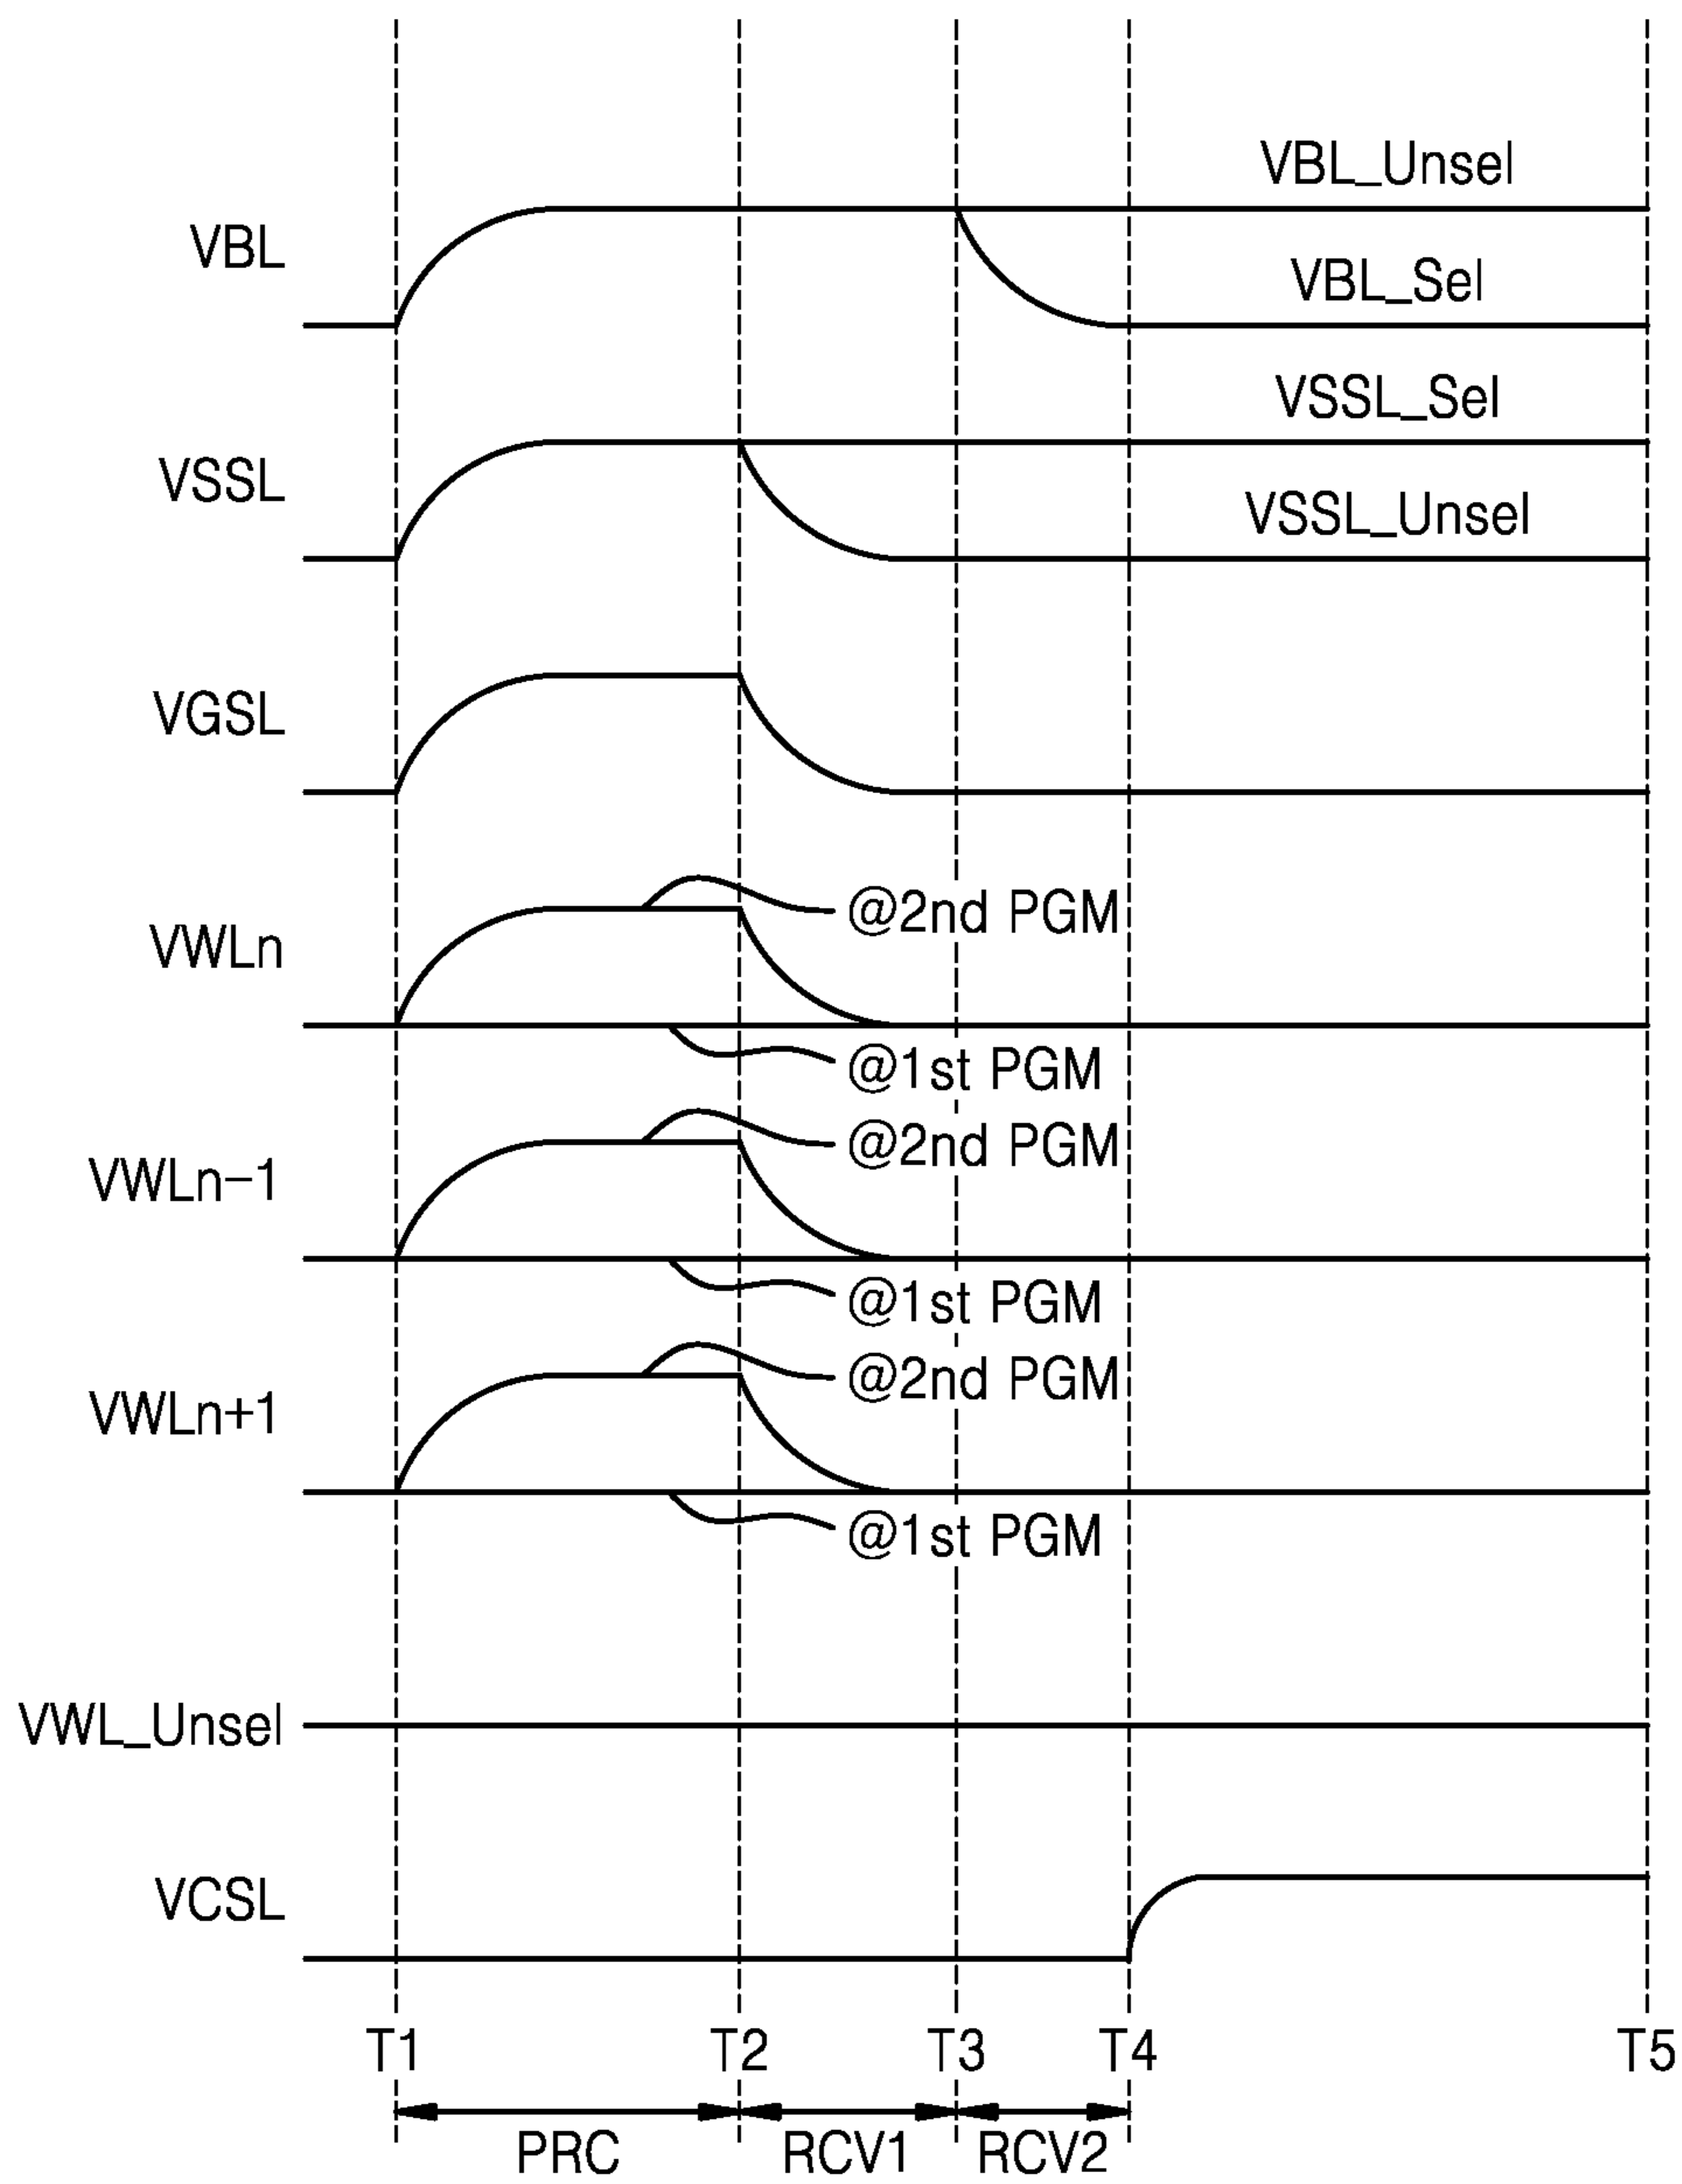 VBL_Unsel
VBL
VBL_Sel
VSSL_Sel
VSSL
VSSL_Unsel
VGSL
@2nd PGM
VWLn
@1st PGM
@2nd PGM
VWLn−1
@1st PGM
@2nd PGM
VWLn+1
@1st PGM
VWL_Unsel
VCSL
T1 T2 T3 T4 T5
PRC RCV1 RCV2